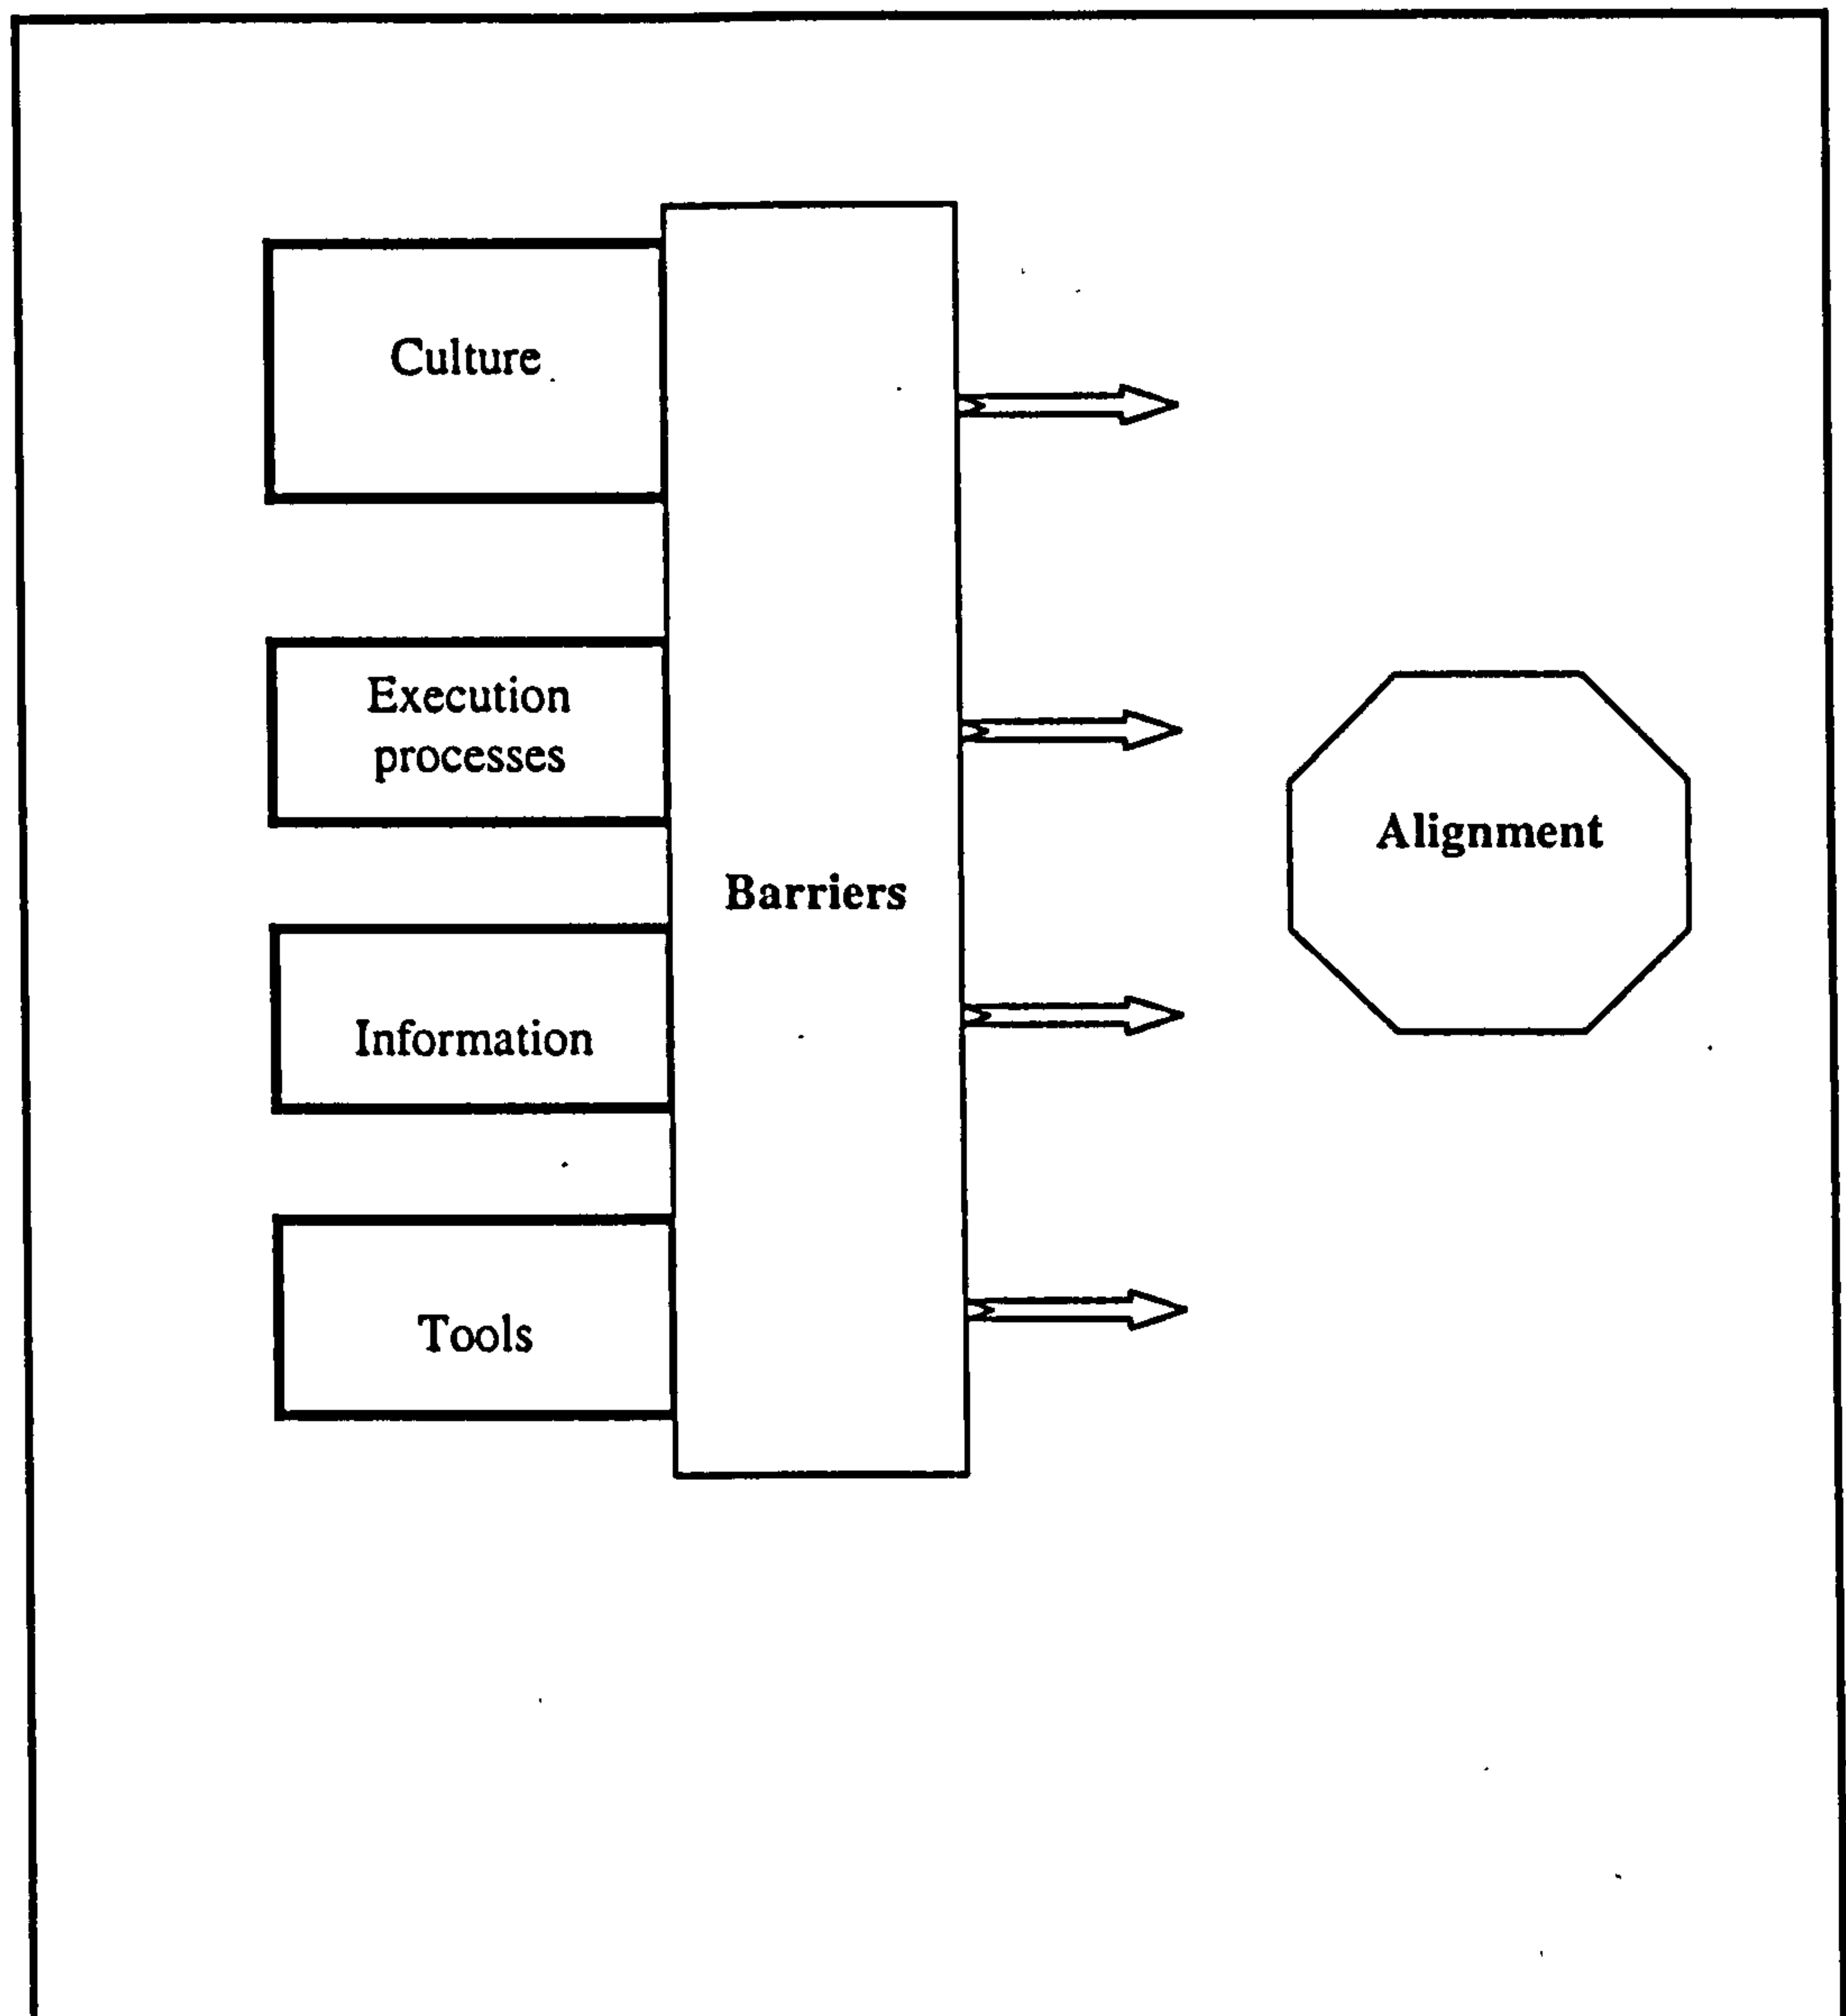 Culture
Execution
processes
Information
Tools
Barriers
Alignment